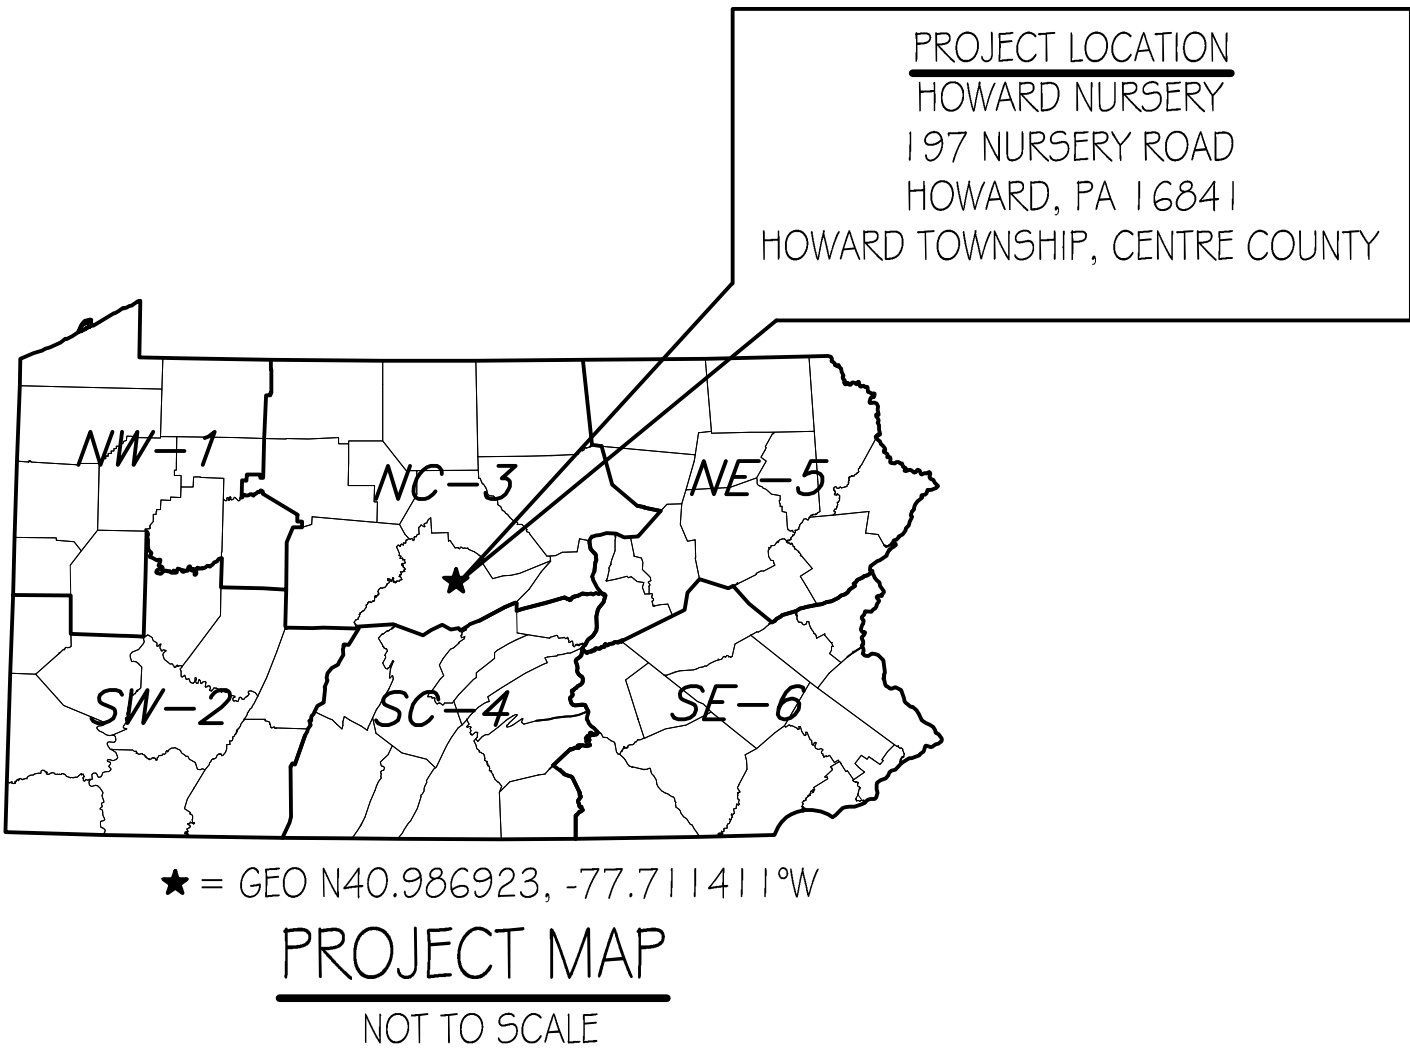 PROJECT LOCATION
HOWARD NURSERY
197 NURSERY ROAD
HOWARD, PA 16841
HOWARD TOWNSHIP, CENTRE COUNTY
NW-1
NC-3
NE-5
SW-2
SC-4
SE-6
★ = GEO N40.986923, -77.711411°W
PROJECT MAP
NOT TO SCALE